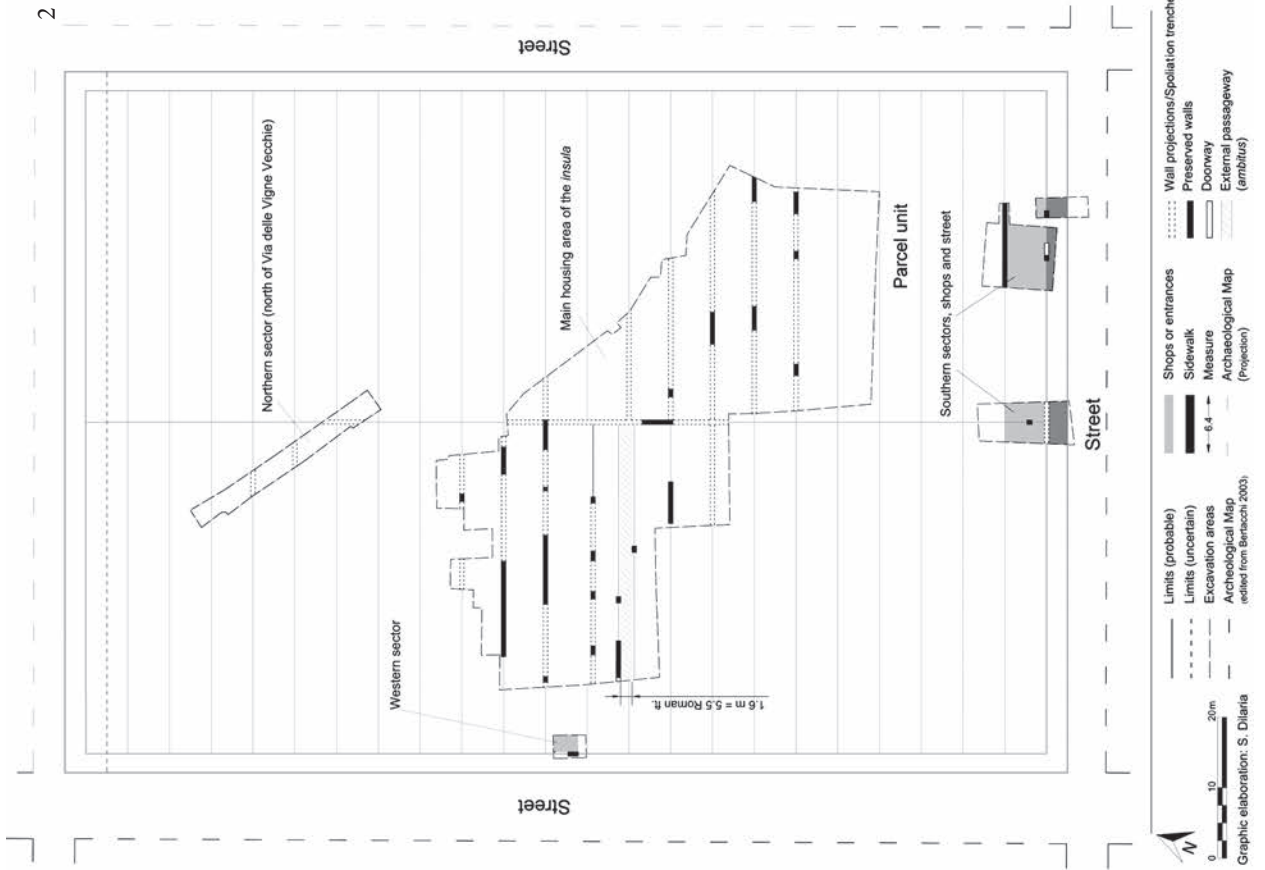 2
Street
Northern sector (north of Via delle Vigne Vecchie)
Main housing area of the insula
Western sector
1.6 m = 5.5 Roman ft.
Parcel unit
Southern sectors, shops and street
Street
Street
N
0 10 20m
Graphic elaboration: S. Dilaria
Limits (probable)
Limits (uncertain)
Excavation areas
Archeological Map
(edited from Bertacchi 2003)
Shops or entrances
Sidewalk
6.4 Measure
Archaeological Map
(Projection)
Wall projections/Spoliation trenche
Preserved walls
Doorway
External passageway
(ambitus)